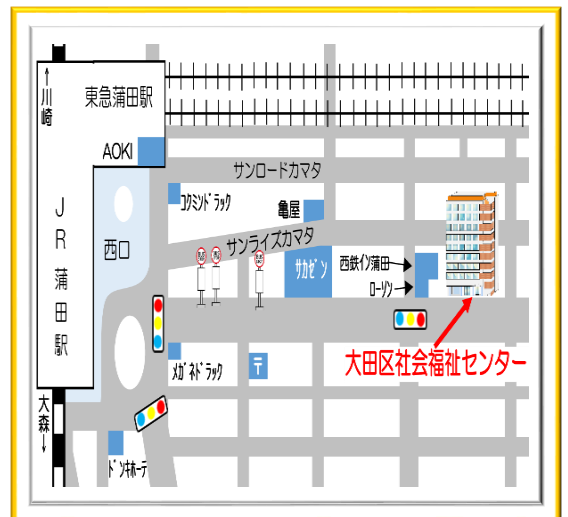 ↑川崎
東急蒲田駅
AOKI
サンロードカマタ
コクミンドラック
亀屋
JR蒲田駅
西口
サンライズカマタ
サカゼン
西鉄イン蒲田
ローソン
メガネドラック
〒
大田区社会福祉センター
大森↓
ドンキホーテ